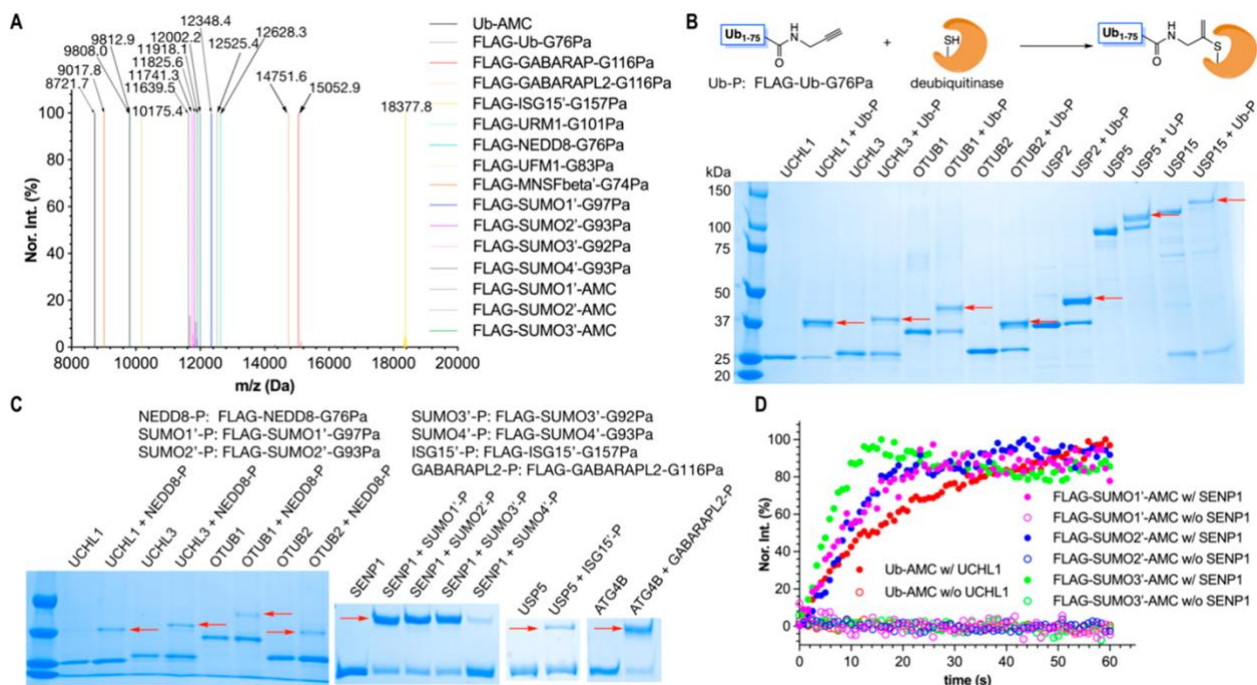 A
9808.0
9812.9
9017.8
8721.7
12002.2
11918.1
11825.6
11741.3
11639.5
10175.4
12348.4
12525.4
12628.3
14751.6
15052.9
18377.8
Nor. Int. (%)
100
80
60
40
20
0
8000 10000 12000 14000 16000 18000 20000
m/z (Da)
Ub-AMC
FLAG-Ub-G76Pa
FLAG-GABARAP-G116Pa
FLAG-GABARAPL2-G116Pa
FLAG-ISG15'-G157Pa
FLAG-URM1-G101Pa
FLAG-NEDD8-G76Pa
FLAG-UFM1-G83Pa
FLAG-MNSFbeta'-G74Pa
FLAG-SUMO1'-G97Pa
FLAG-SUMO2'-G93Pa
FLAG-SUMO3'-G92Pa
FLAG-SUMO4'-G93Pa
FLAG-SUMO1'-AMC
FLAG-SUMO2'-AMC
FLAG-SUMO3'-AMC
B
Ub1-75
H
N
O
+
SH
deubiquitinase
Ub1-75
H
N
O
S
Ub-P: FLAG-Ub-G76Pa
UCHL1
UCHL1 + Ub-P
UCHL3
UCHL3 + Ub-P
OTUB1
OTUB1 + Ub-P
OTUB2
OTUB2 + Ub-P
USP2
USP2 + Ub-P
USP5
USP5 + U-P
USP15
USP15 + Ub-P
kDa
150
100
75
50
37
25
20
C
NEDD8-P: FLAG-NEDD8-G76Pa
SUMO1'-P: FLAG-SUMO1'-G97Pa
SUMO2'-P: FLAG-SUMO2'-G93Pa
SUMO3'-P: FLAG-SUMO3'-G92Pa
SUMO4'-P: FLAG-SUMO4'-G93Pa
ISG15'-P: FLAG-ISG15'-G157Pa
GABARAPL2-P: FLAG-GABARAPL2-G116Pa
UCHL1
UCHL1 + NEDD8-P
UCHL3
UCHL3 + NEDD8-P
OTUB1
OTUB1 + NEDD8-P
OTUB2
OTUB2 + NEDD8-P
SENP1
SENP1 + SUMO1'-P
SENP1 + SUMO2'-P
SENP1 + SUMO3'-P
SENP1 + SUMO4'-P
USP5
USP5 + ISG15'-P
ATG4B
ATG4B + GABARAPL2-P
D
Nor. Int. (%)
100
80
60
40
20
0
0 20 40 60
time (s)
Ub-AMC w/ UCHL1
Ub-AMC w/o UCHL1
FLAG-SUMO1'-AMC w/ SENP1
FLAG-SUMO1'-AMC w/o SENP1
FLAG-SUMO2'-AMC w/ SENP1
FLAG-SUMO2'-AMC w/o SENP1
FLAG-SUMO3'-AMC w/ SENP1
FLAG-SUMO3'-AMC w/o SENP1